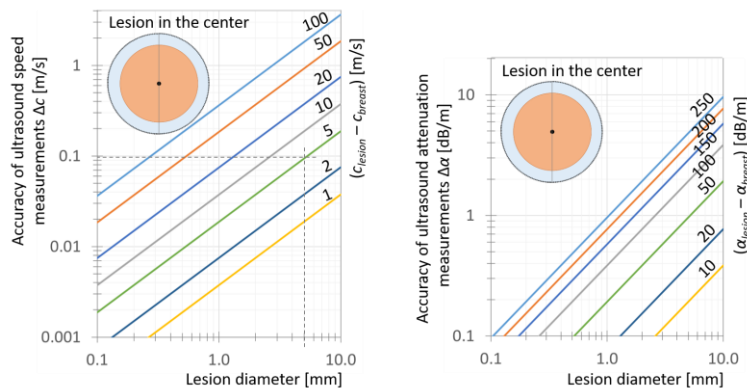 Accuracy of ultrasound speed
measurements Δc [m/s]
1
0.1
0.01
0.001
Lesion in the center
100
50
20
10
5
2
1
(c_lesion − c_breast) [m/s]
0.1
1.0
10.0
Lesion diameter [mm]
Accuracy of ultrasound attenuation
measurements Δα [dB/m]
10
1
0.1
Lesion in the center
250
200
150
100
50
20
10
(α_lesion − α_breast) [dB/m]
0.1
1.0
10.0
Lesion diameter [mm]